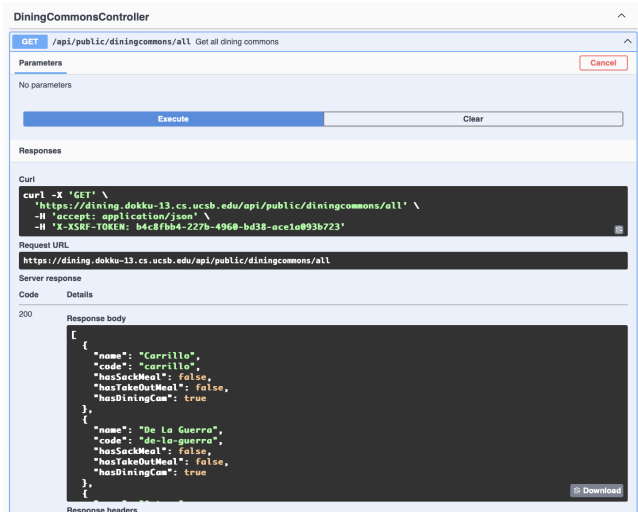 DiningCommonsController
GET /api/public/diningcommons/all Get all dining commons
Parameters
Cancel
No parameters
Execute
Clear
Responses
Curl
curl -X 'GET' \
'https://dining.dokku-13.cs.ucsb.edu/api/public/diningcommons/all' \
-H 'accept: application/json' \
-H 'X-XSRF-TOKEN: b4c8fbb4-227b-4960-bd38-ace1a093b723'
Request URL
https://dining.dokku-13.cs.ucsb.edu/api/public/diningcommons/all
Server response
Code Details
200
Response body
[
{
"name": "Carrillo",
"code": "carrillo",
"hasSackMeal": false,
"hasTakeOutMeal": false,
"hasDiningCam": true
},
{
"name": "De La Guerra",
"code": "de-la-guerra",
"hasSackMeal": false,
"hasTakeOutMeal": false,
"hasDiningCam": true
},
{
Download
Response headers